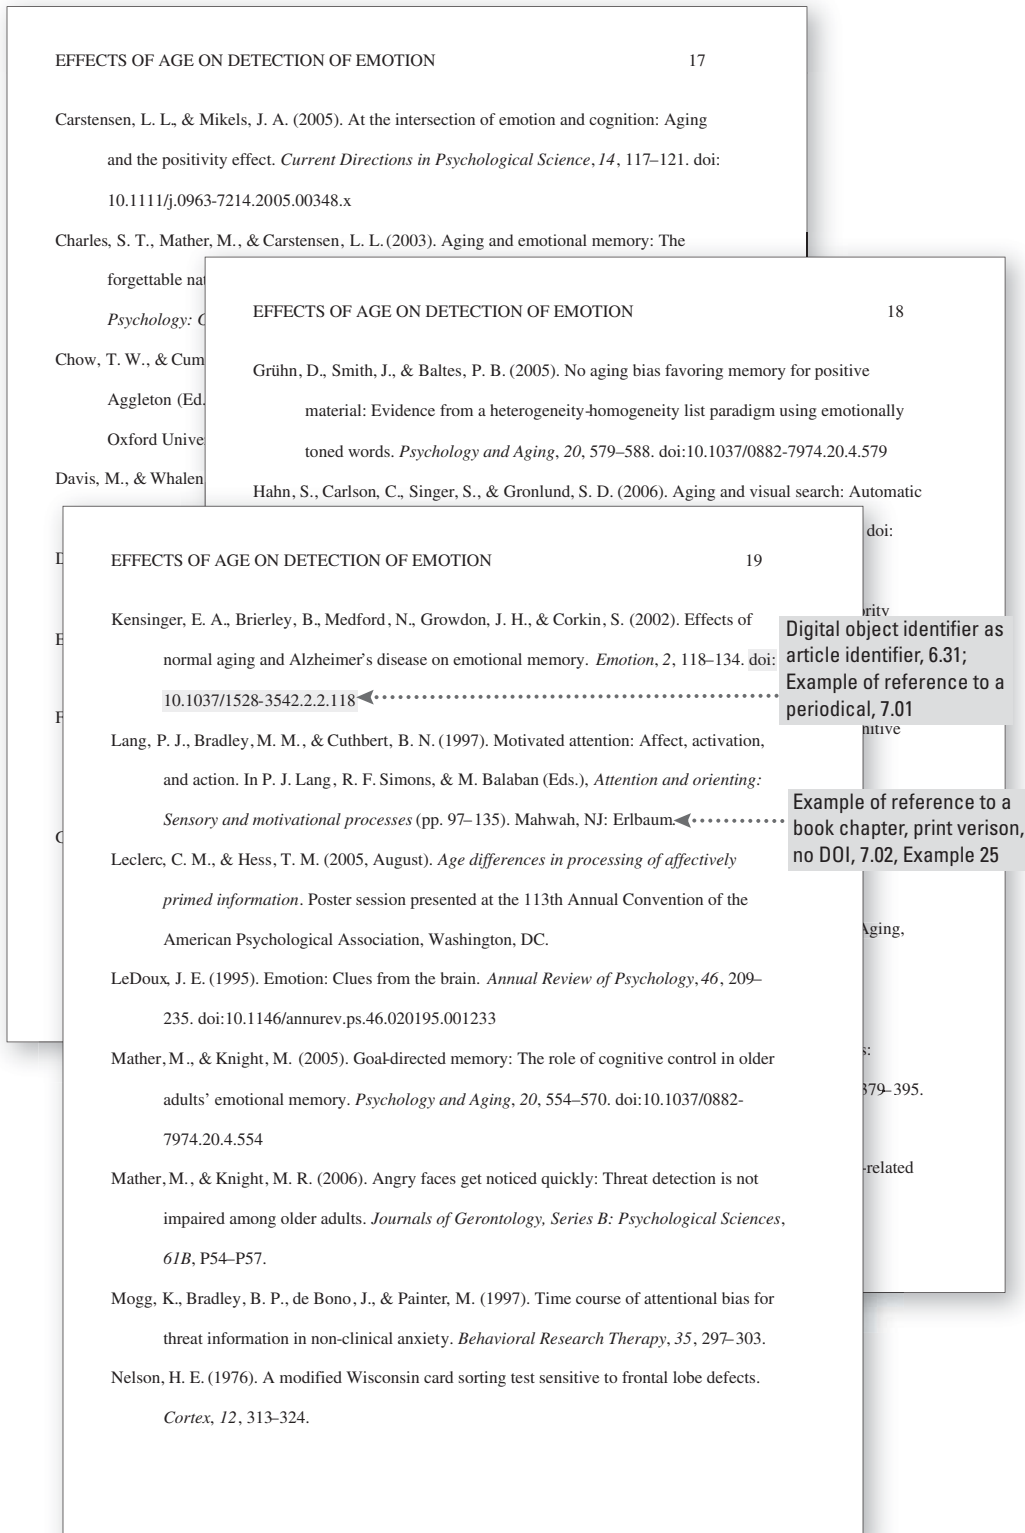 EFFECTS OF AGE ON DETECTION OF EMOTION 17
Carstensen, L. L., & Mikels, J. A. (2005). At the intersection of emotion and cognition: Aging
and the positivity effect. Current Directions in Psychological Science, 14, 117–121. doi:
10.1111/j.0963-7214.2005.00348.x
Charles, S. T., Mather, M., & Carstensen, L. L. (2003). Aging and emotional memory: The
forgettable
Psychology:
Chow, T. W., &
Aggleton (Ed.
Oxford
Davis, M., & Whalen
EFFECTS OF AGE ON DETECTION OF EMOTION 18
Grühn, D., Smith, J., & Baltes, P. B. (2005). No aging bias favoring memory for positive
material: Evidence from a heterogeneity-homogeneity list paradigm using emotionally
toned words. Psychology and Aging, 20, 579–588. doi:10.1037/0882-7974.20.4.579
Hahn, S., Carlson, C., Singer, S., & Gronlund, S. D. (2006). Aging and visual search: Automatic
doi:
Aging,
379–395.
-related
EFFECTS OF AGE ON DETECTION OF EMOTION 19
Kensinger, E. A., Brierley, B., Medford, N., Growdon, J. H., & Corkin, S. (2002). Effects of
normal aging and Alzheimer’s disease on emotional memory. Emotion, 2, 118–134. doi:
10.1037/1528-3542.2.2.118
Lang, P. J., Bradley, M. M., & Cuthbert, B. N. (1997). Motivated attention: Affect, activation,
and action. In P. J. Lang, R. F. Simons, & M. Balaban (Eds.), Attention and orienting:
Sensory and motivational processes (pp. 97–135). Mahwah, NJ: Erlbaum.
Leclerc, C. M., & Hess, T. M. (2005, August). Age differences in processing of affectively
primed information. Poster session presented at the 113th Annual Convention of the
American Psychological Association, Washington, DC.
LeDoux, J. E. (1995). Emotion: Clues from the brain. Annual Review of Psychology, 46, 209–
235. doi:10.1146/annurev.ps.46.020195.001233
Mather, M., & Knight, M. (2005). Goal-directed memory: The role of cognitive control in older
adults’ emotional memory. Psychology and Aging, 20, 554–570. doi:10.1037/0882-
7974.20.4.554
Mather, M., & Knight, M. R. (2006). Angry faces get noticed quickly: Threat detection is not
impaired among older adults. Journals of Gerontology, Series B: Psychological Sciences,
61B, P54–P57.
Mogg, K., Bradley, B. P., de Bono, J., & Painter, M. (1997). Time course of attentional bias for
threat information in non-clinical anxiety. Behavioral Research Therapy, 35, 297–303.
Nelson, H. E. (1976). A modified Wisconsin card sorting test sensitive to frontal lobe defects.
Cortex, 12, 313–324.
Digital object identifier as
article identifier, 6.31;
Example of reference to a
periodical, 7.01
Example of reference to a
book chapter, print verison,
no DOI, 7.02, Example 25